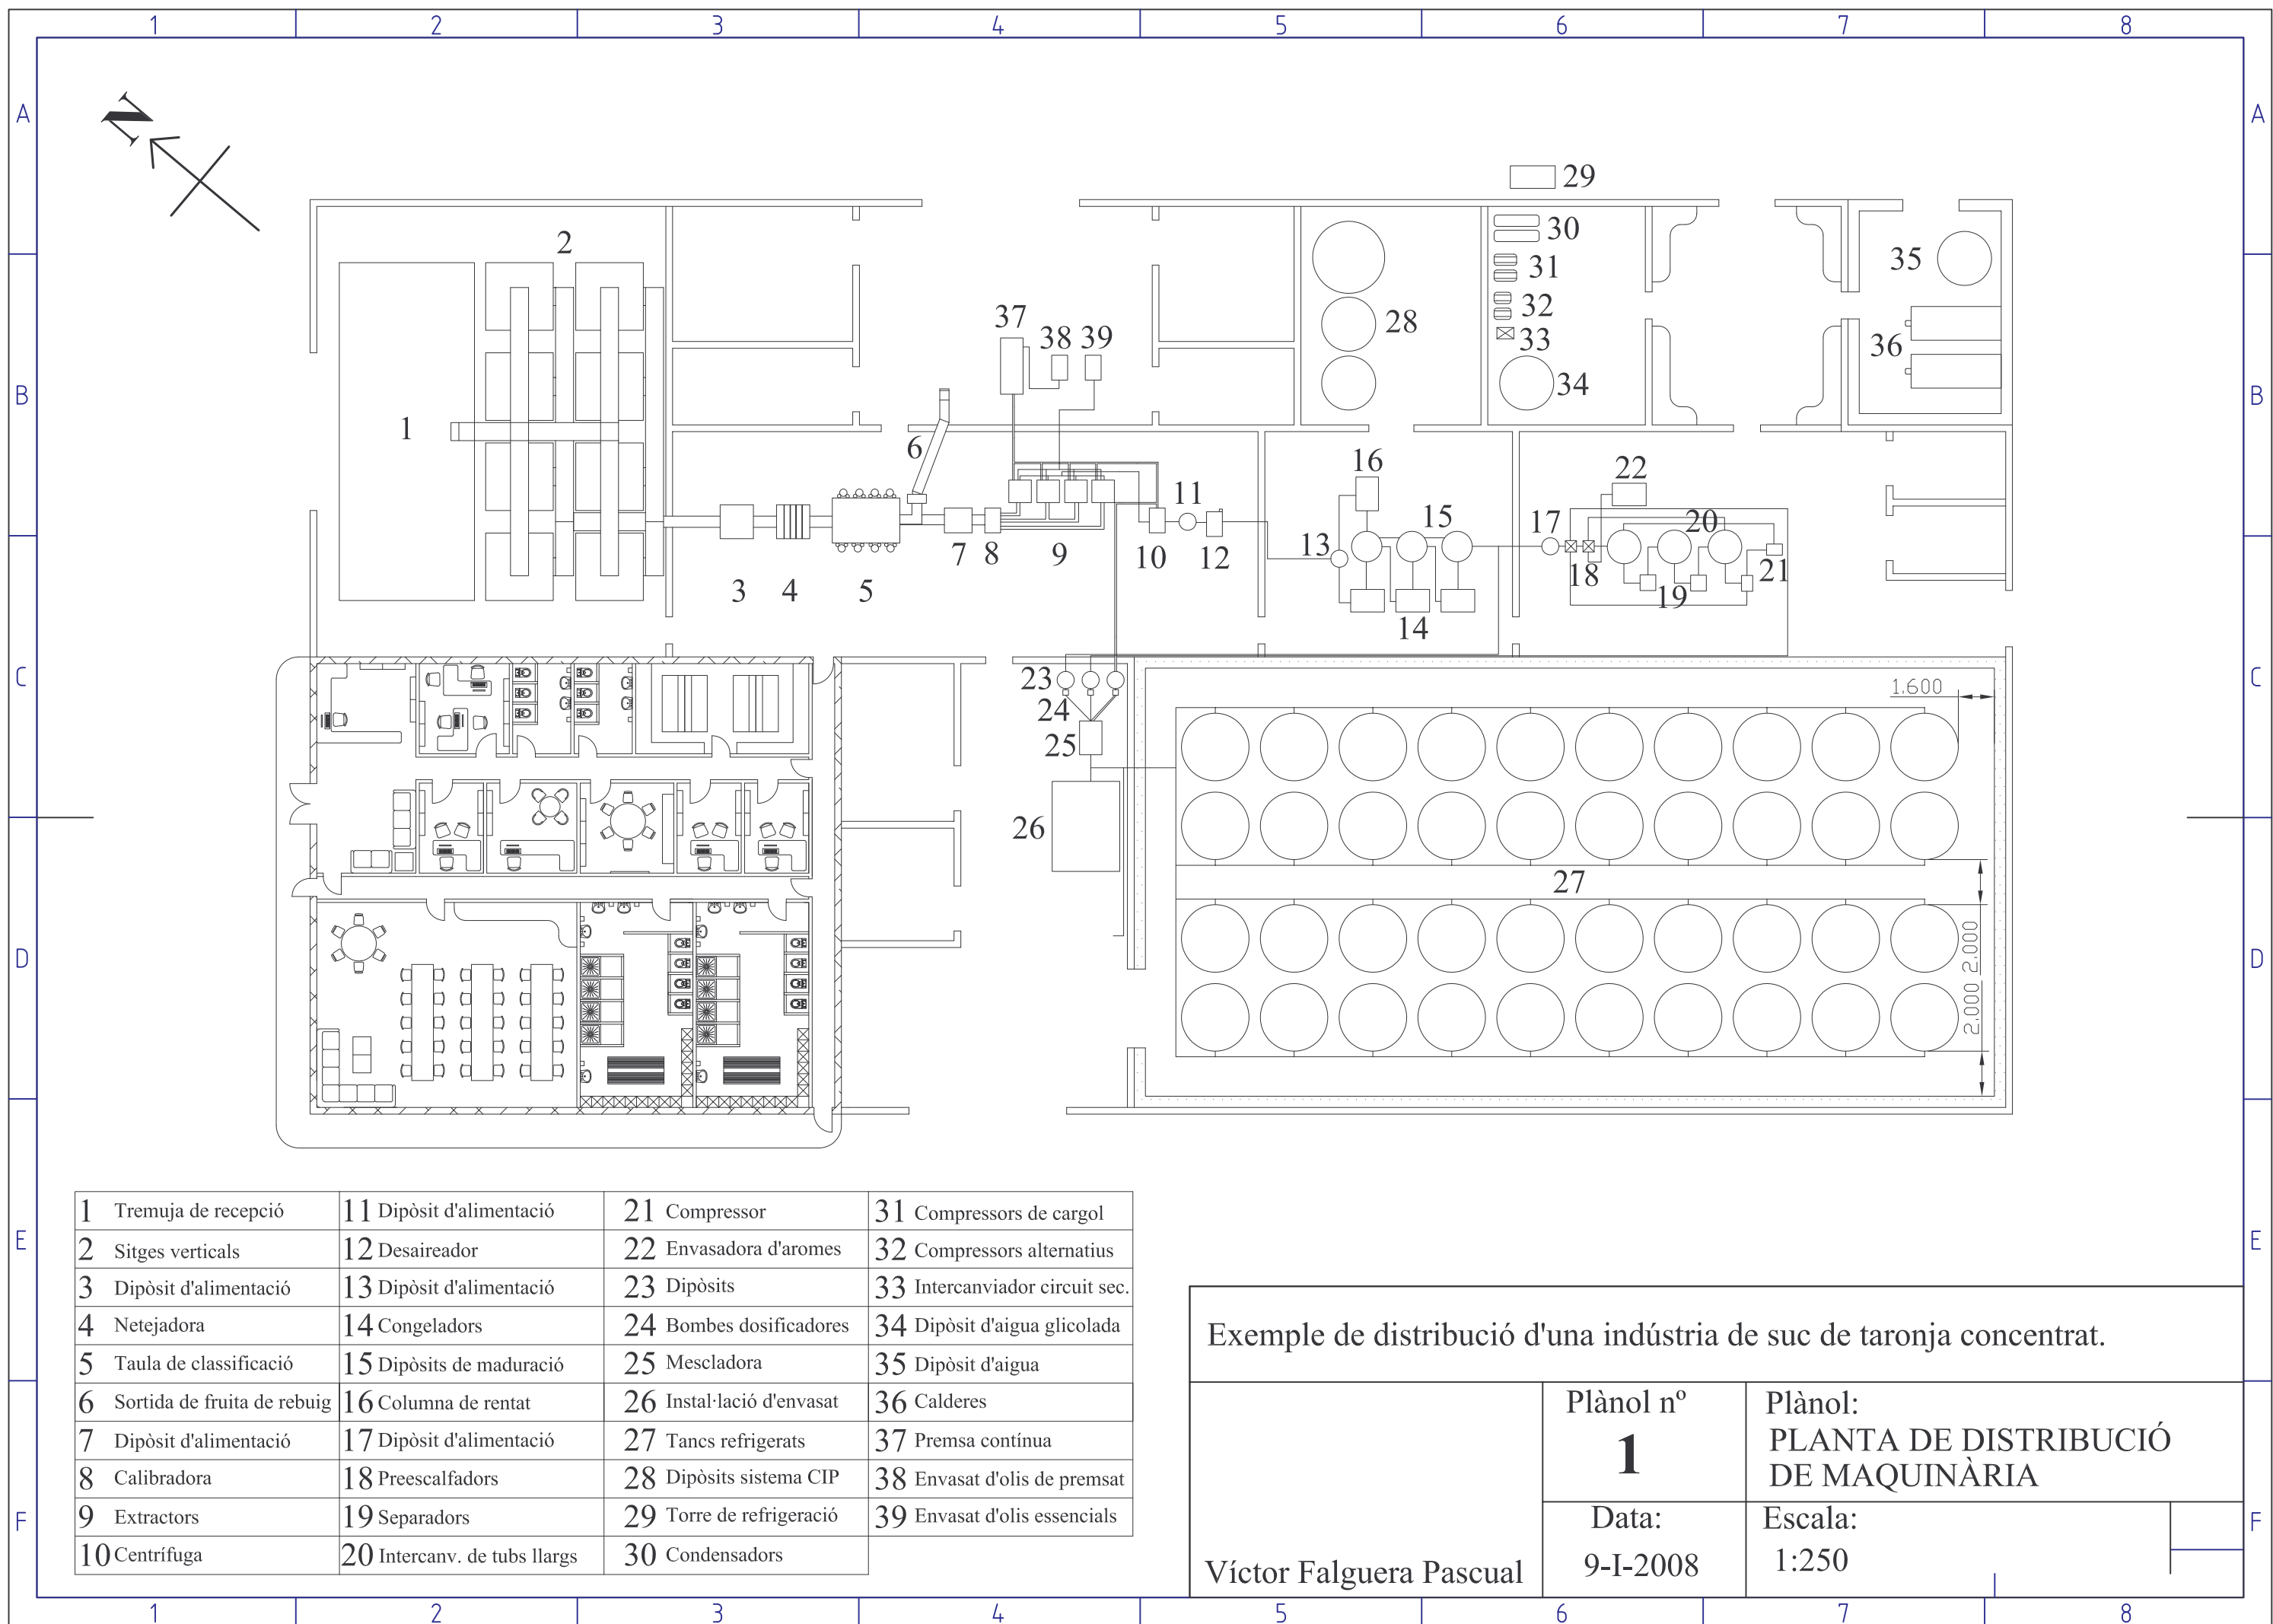 1 2 3 4 5 6 7 8
A A
N
29
2
30
35
31
37
32
28
38 39
33
36
34
B B
1
6
16
22
11
15
17
20
13
7 8 9 10 12
18
21
19
3 4 5
14
C C
23
1.600
24
25
26
27
D D
2.000
2.000
1 Tremuja de recepció
2 Sitges verticals
3 Dipòsit d'alimentació
4 Netejadora
5 Taula de classificació
6 Sortida de fruita de rebuig
7 Dipòsit d'alimentació
8 Calibradora
9 Extractors
10 Centrífuga
11 Dipòsit d'alimentació
12 Desaireador
13 Dipòsit d'alimentació
14 Congeladors
15 Dipòsits de maduració
16 Columna de rentat
17 Dipòsit d'alimentació
18 Preescalfadors
19 Separadors
20 Intercanv. de tubs llargs
21 Compressor
22 Envasadora d'aromes
23 Dipòsits
24 Bombes dosificadores
25 Mescladora
26 Instal·lació d'envasat
27 Tancs refrigerats
28 Dipòsits sistema CIP
29 Torre de refrigeració
30 Condensadors
31 Compressors de cargol
32 Compressors alternatius
33 Intercanviador circuit sec.
34 Dipòsit d'aigua glicolada
35 Dipòsit d'aigua
36 Calderes
37 Premsa contínua
38 Envasat d'olis de premsat
39 Envasat d'olis essencials
E E
Exemple de distribució d'una indústria de suc de taronja concentrat.
Víctor Falguera Pascual
Plànol nº
1
Plànol:
PLANTA DE DISTRIBUCIÓ
DE MAQUINÀRIA
Data:
9-I-2008
Escala:
1:250
F F
1 2 3 4 5 6 7 8